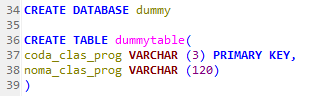 34 CREATE DATABASE dummy
35
36 CREATE TABLE dummytable(
37 coda_clas_prog VARCHAR (3) PRIMARY KEY,
38 noma_clas_prog VARCHAR (120)
39 )